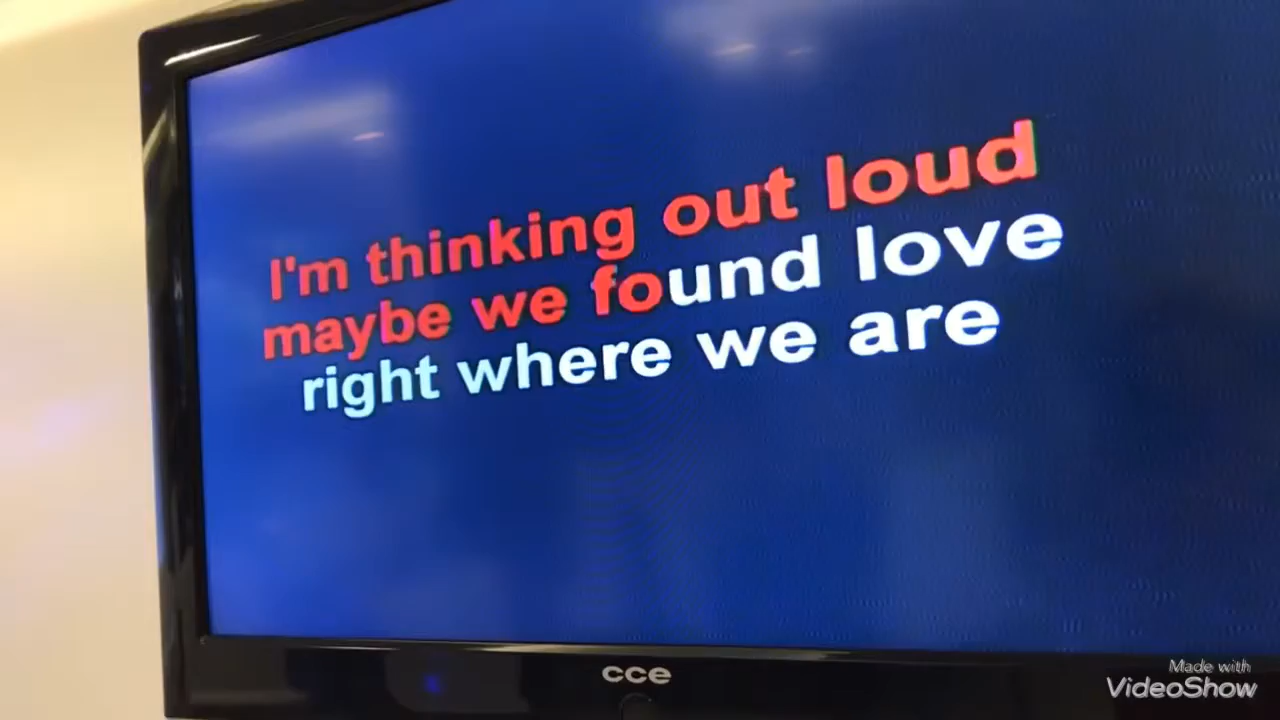 I'm thinking out loud
maybe we found love
right where we are
cce
Made with
VideoShow